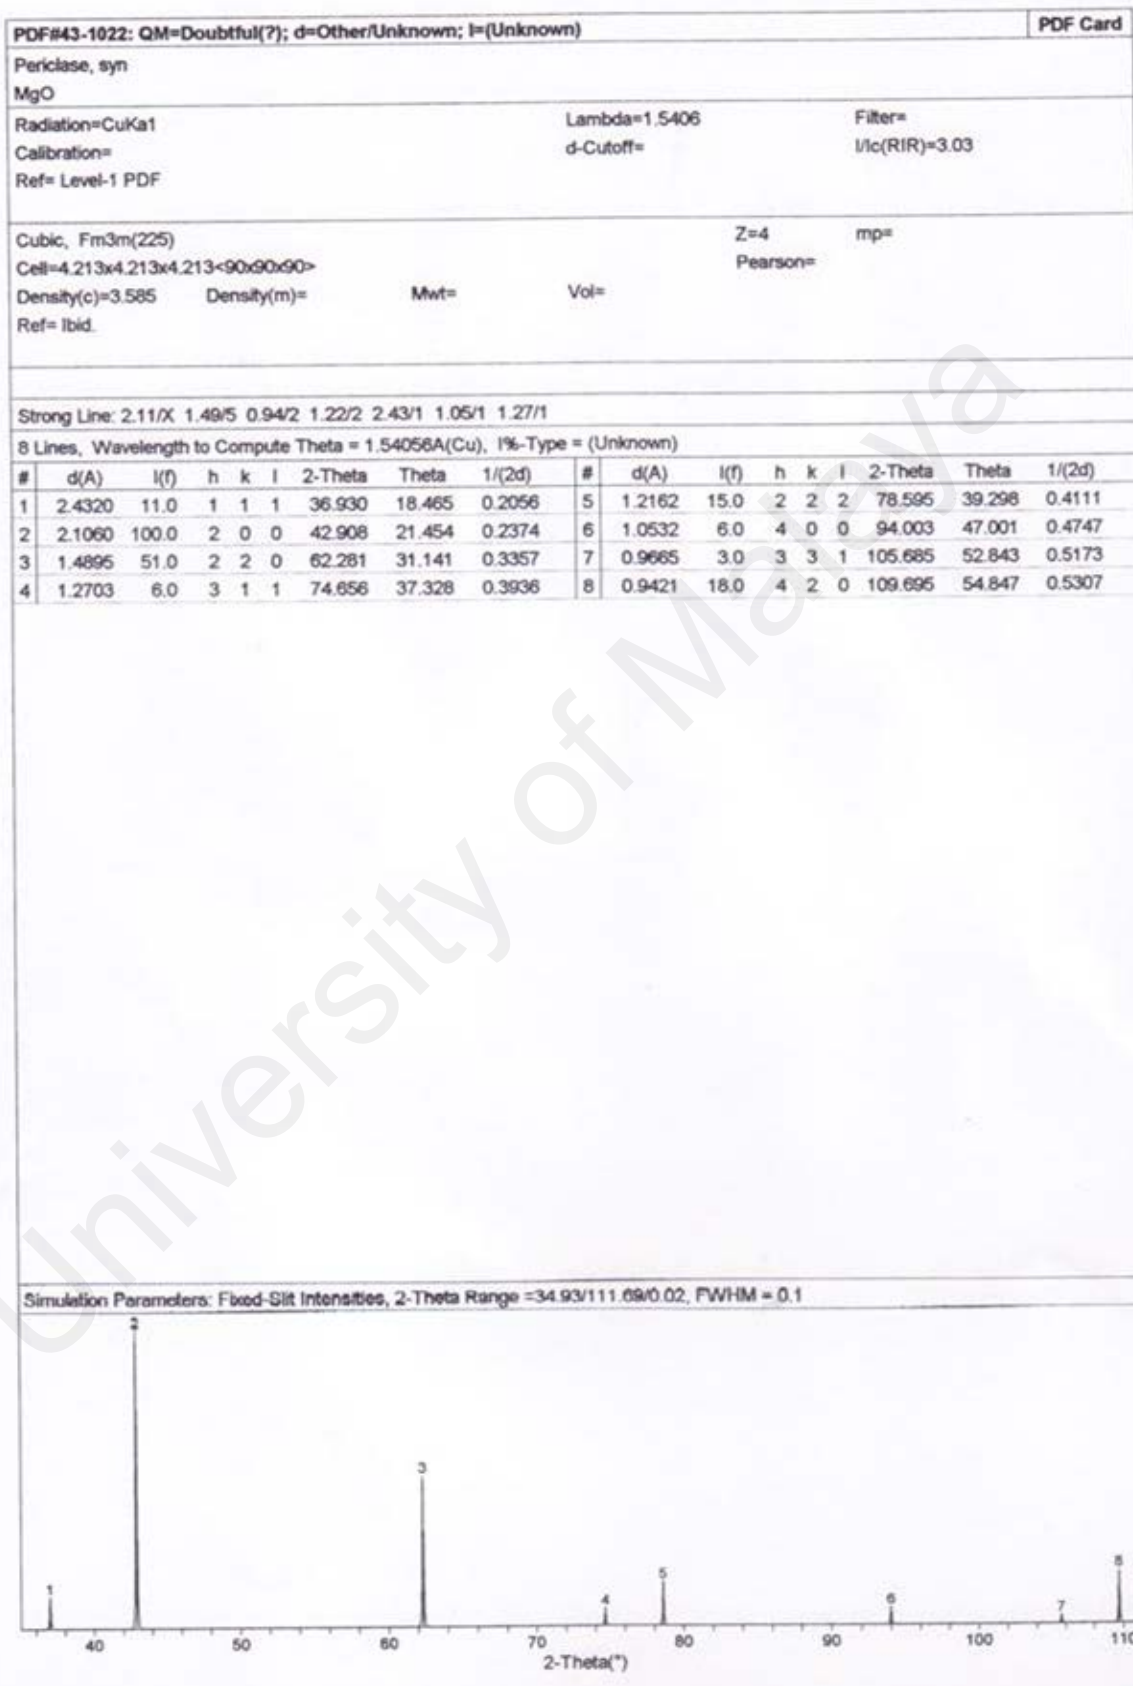 PDF#43-1022: QM=Doubtful(?); d=Other/Unknown; I=(Unknown) PDF Card
Periclase, syn
MgO
Radiation=CuKa1 Lambda=1.5406 Filter=
Calibration= d-Cutoff= I/Ic(RIR)=3.03
Ref= Level-1 PDF
Cubic, Fm3m(225) Z=4 mp=
Cell=4.213x4.213x4.213<90x90x90> Pearson=
Density(c)=3.585 Density(m)= Mwt= Vol=
Ref= Ibid.
Strong Line: 2.11/X 1.49/5 0.94/2 1.22/2 2.43/1 1.05/1 1.27/1
8 Lines, Wavelength to Compute Theta = 1.54056A(Cu), I%-Type = (Unknown)
# d(A) I(f) h k l 2-Theta Theta 1/(2d) # d(A) I(f) h k l 2-Theta Theta 1/(2d)
1 2.4320 11.0 1 1 1 36.930 18.465 0.2056 5 1.2162 15.0 2 2 2 78.595 39.298 0.4111
2 2.1060 100.0 2 0 0 42.908 21.454 0.2374 6 1.0532 6.0 4 0 0 94.003 47.001 0.4747
3 1.4895 51.0 2 2 0 62.281 31.141 0.3357 7 0.9665 3.0 3 3 1 105.685 52.843 0.5173
4 1.2703 6.0 3 1 1 74.656 37.328 0.3936 8 0.9421 18.0 4 2 0 109.695 54.847 0.5307
University of Malaya
Simulation Parameters: Fixed-Slit Intensities, 2-Theta Range =34.93/111.69/0.02, FWHM = 0.1
2
3
8
5
1
4
6
7
40 50 60 70 80 90 100 110
2-Theta(°)